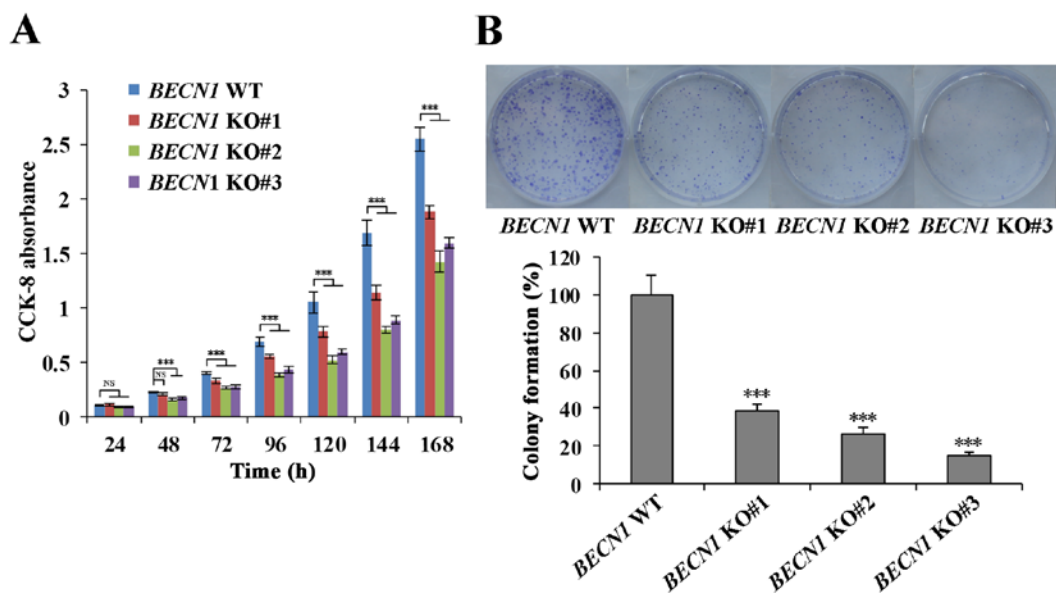 A
BECN1 WT
BECN1 KO#1
BECN1 KO#2
BECN1 KO#3
CCK-8 absorbance
3
2.5
2
1.5
1
0.5
0
NS
NS
***
***
***
***
***
***
24 48 72 96 120 144 168
Time (h)
B
BECN1 WT BECN1 KO#1 BECN1 KO#2 BECN1 KO#3
Colony formation (%)
120
100
80
60
40
20
0
***
***
***
BECN1 WT
BECN1 KO#1
BECN1 KO#2
BECN1 KO#3